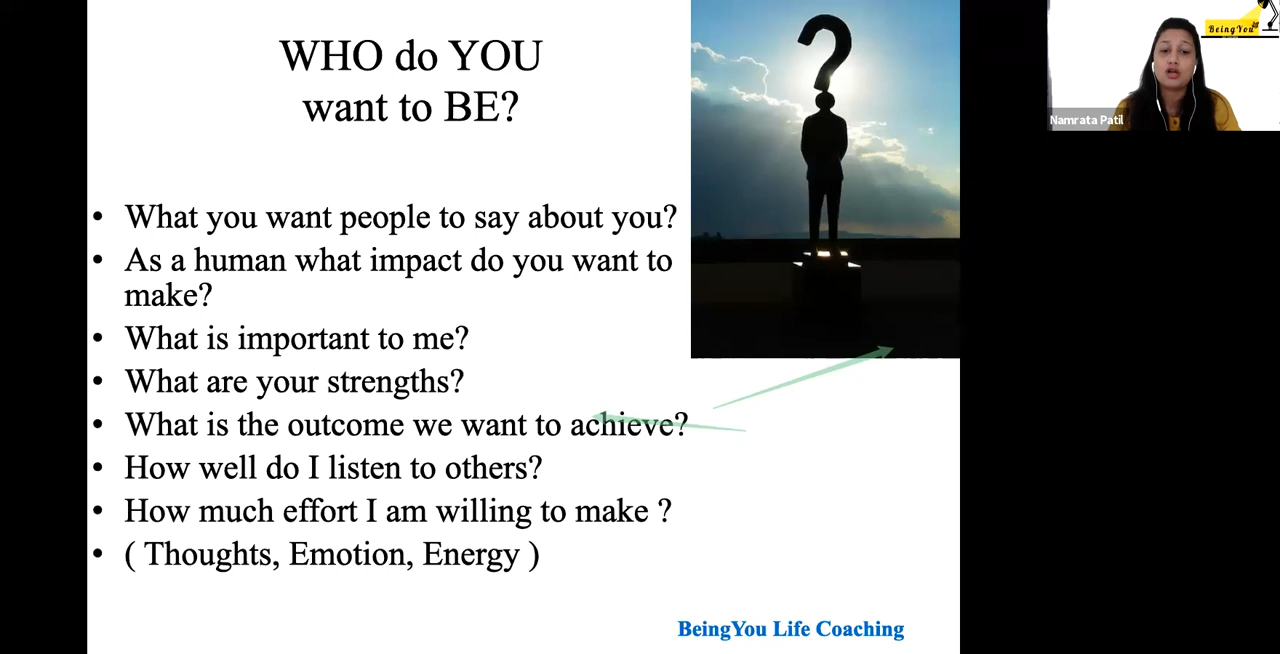 WHO do YOU
want to BE?
• What you want people to say about you?
• As a human what impact do you want to
make?
• What is important to me?
• What are your strengths?
• What is the outcome we want to achieve?
• How well do I listen to others?
• How much effort I am willing to make ?
• ( Thoughts, Emotion, Energy )
BeingYou Life Coaching
?
BeingYou
Namrata Patil